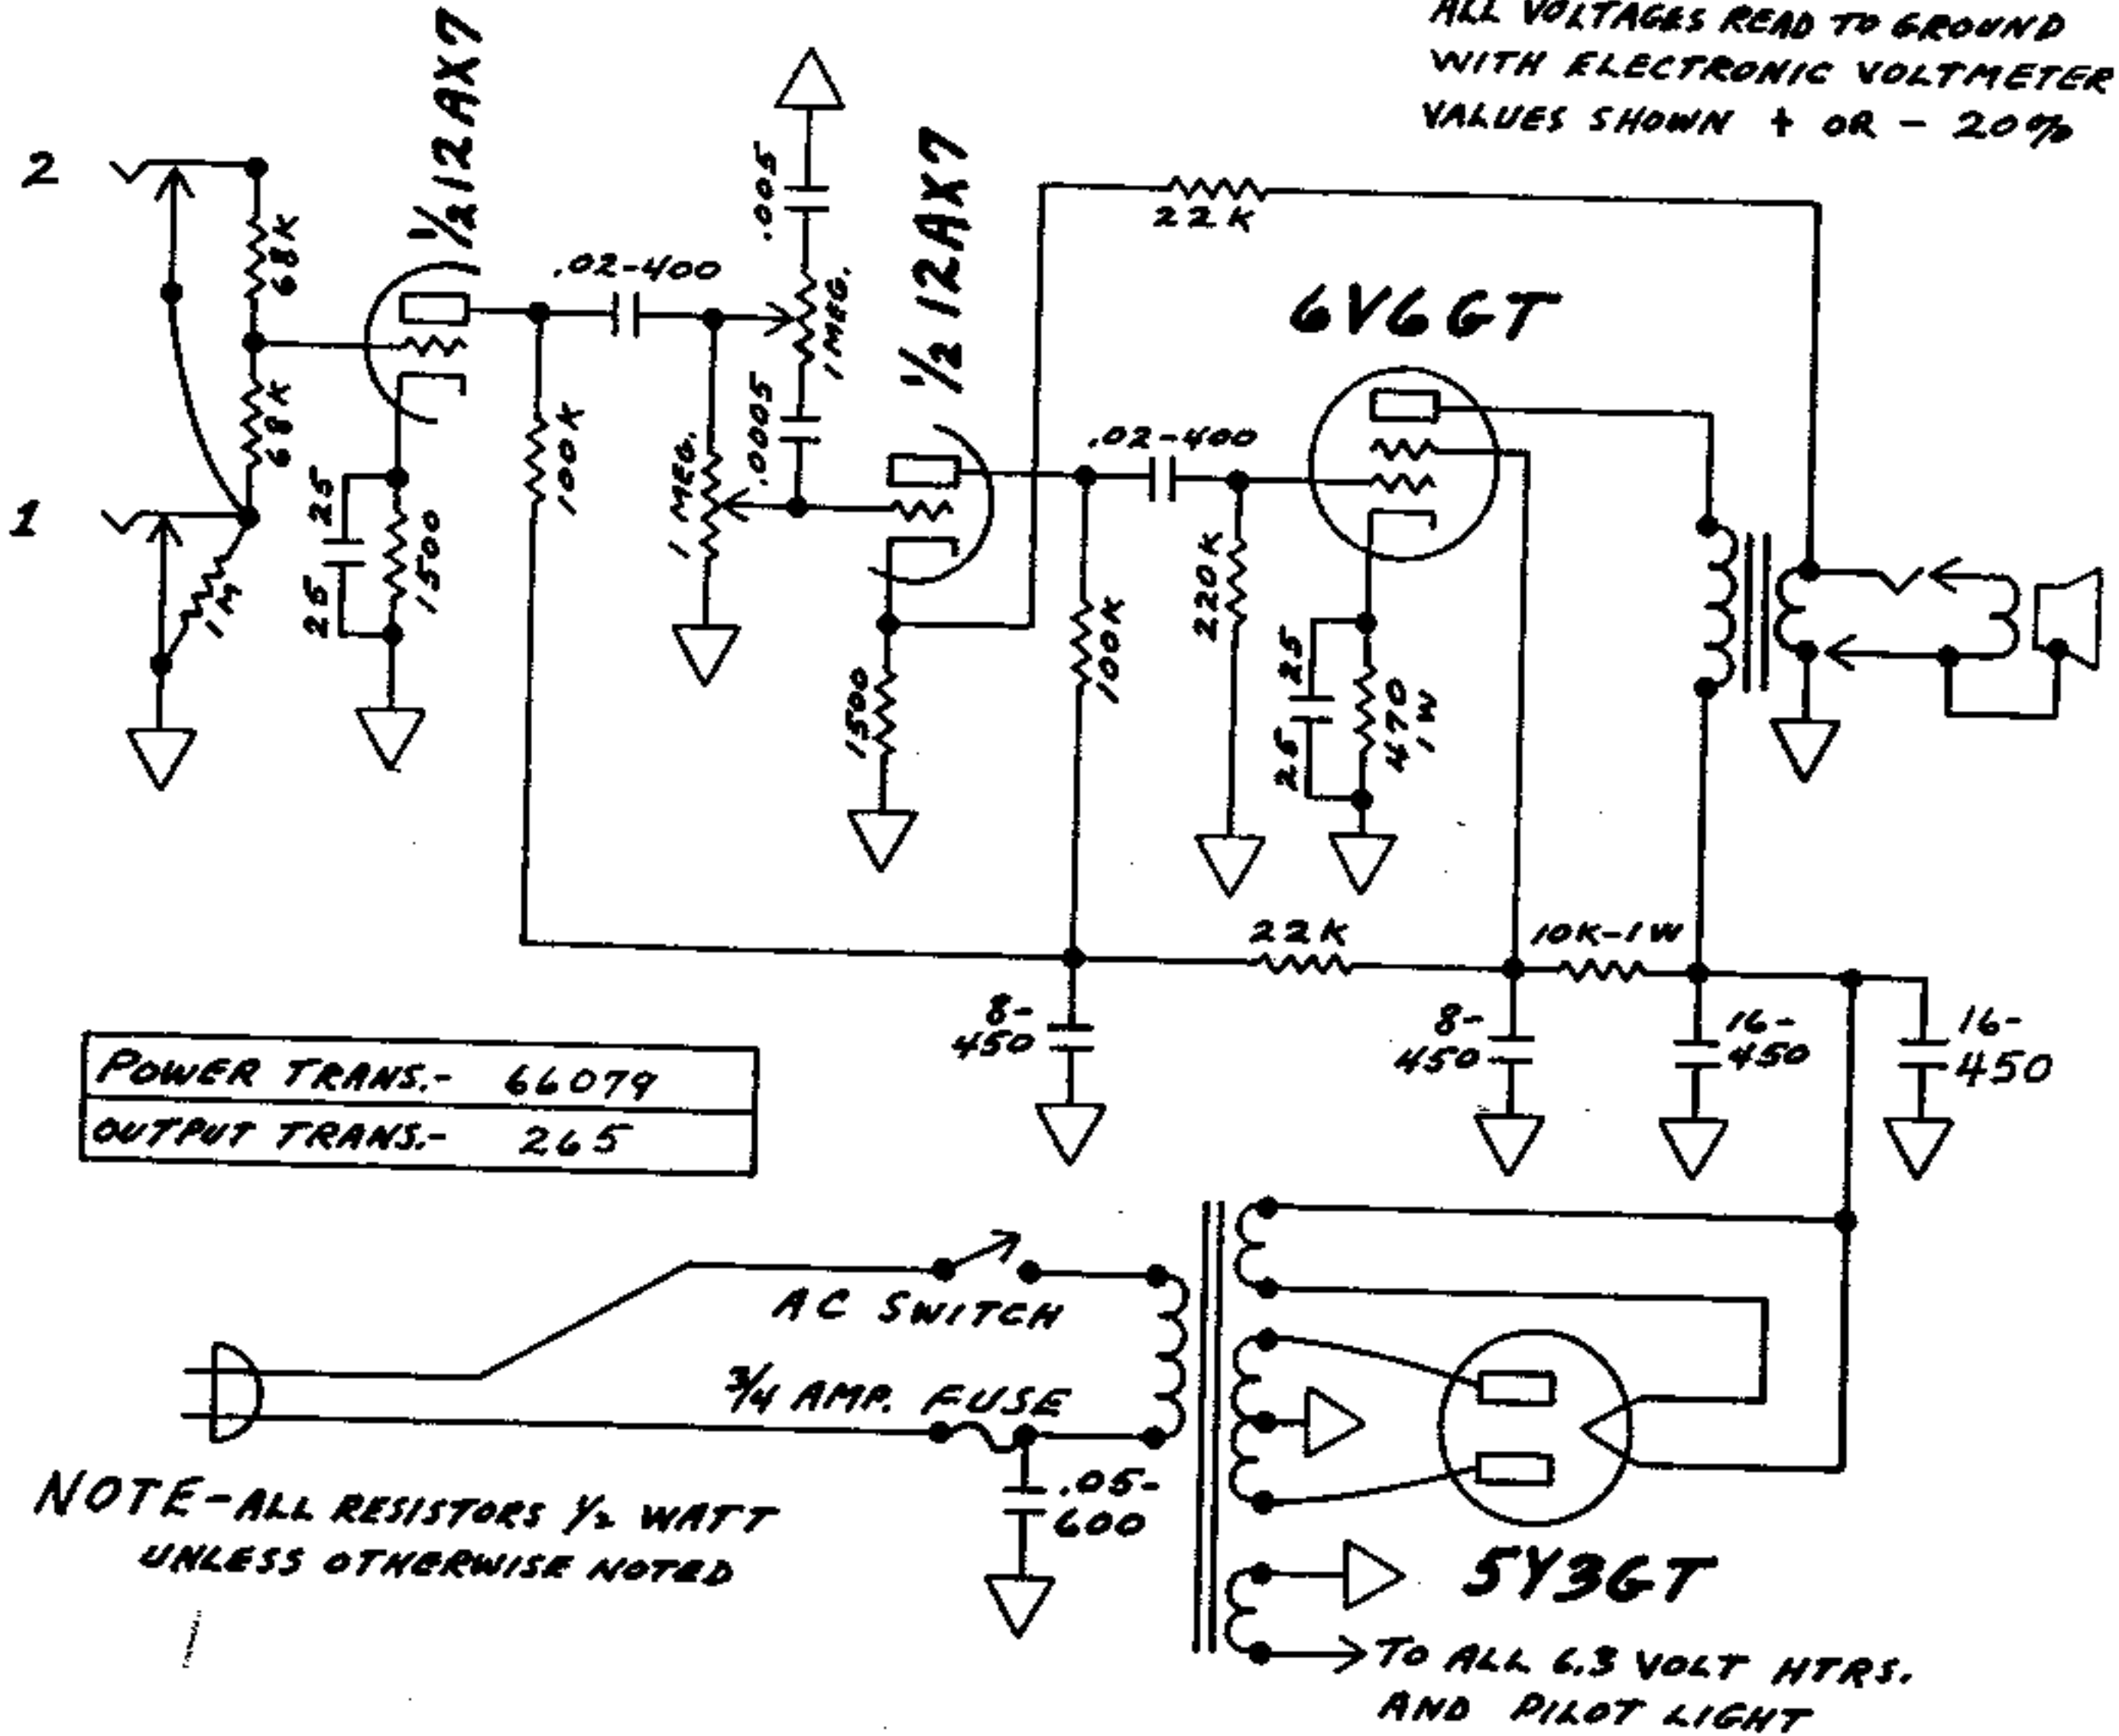 ALL VOLTAGES READ TO GROUND
WITH ELECTRONIC VOLTMETER
VALUES SHOWN + OR - 20%
2
68K
68K
1
1M
1/2 12AX7
25
25
1500
.02-400
100K
.005
1 MEG.
.0005
1 MEG.
1/2 12AX7
1500
22K
.02-400
100K
220K
6V6GT
25
25
470
1W
22K
10K-1W
8-
450
8-
450
16-
450
16-
450
POWER TRANS.- 66079
OUTPUT TRANS.- 265
AC SWITCH
3/4 AMP. FUSE
.05-
600
5Y3GT
TO ALL 6.3 VOLT HTRS.
AND PILOT LIGHT
NOTE-ALL RESISTORS 1/2 WATT
UNLESS OTHERWISE NOTED